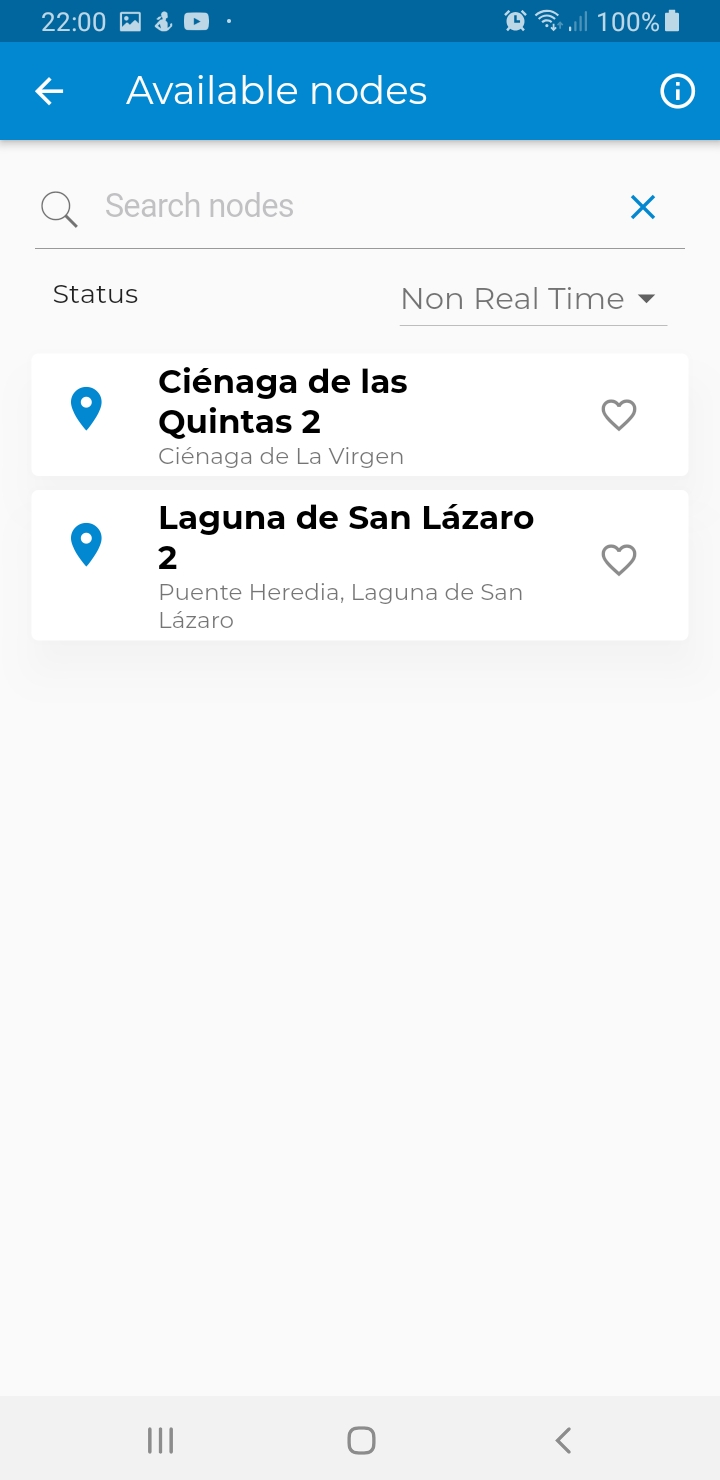 22:00
100%
Available nodes
Search nodes
Status
Non Real Time
Ciénaga de las
Quintas 2
Ciénaga de La Virgen
Laguna de San Lázaro
2
Puente Heredia, Laguna de San
Lázaro